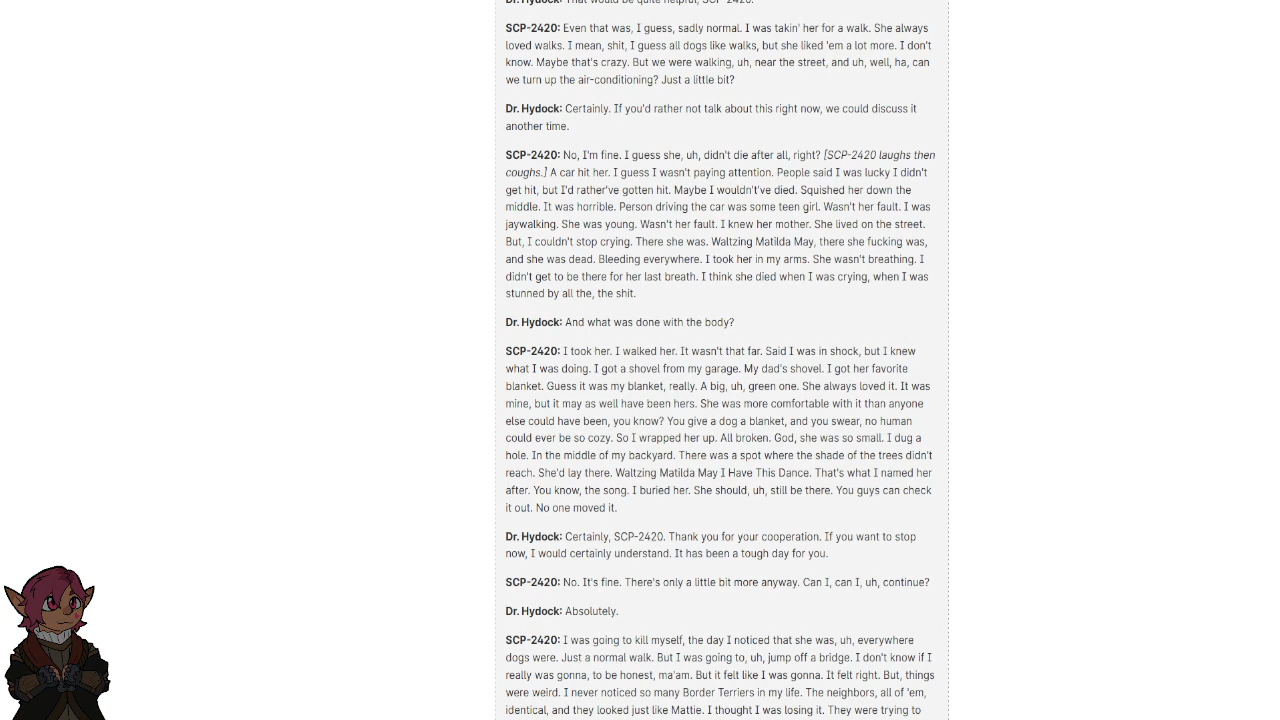 Dr. Hydock: That would be quite helpful, SCP-2420.
SCP-2420: Even that was, I guess, sadly normal. I was takin' her for a walk. She always
loved walks. I mean, shit, I guess all dogs like walks, but she liked 'em a lot more. I don't
know. Maybe that's crazy. But we were walking, uh, near the street, and uh, well, ha, can
we turn up the air-conditioning? Just a little bit?
Dr. Hydock: Certainly. If you'd rather not talk about this right now, we could discuss it
another time.
SCP-2420: No, I'm fine. I guess she, uh, didn't die after all, right? [SCP-2420 laughs then
coughs.] A car hit her. I guess I wasn't paying attention. People said I was lucky I didn't
get hit, but I'd rather've gotten hit. Maybe I wouldn't've died. Squished her down the
middle. It was horrible. Person driving the car was some teen girl. Wasn't her fault. I was
jaywalking. She was young. Wasn't her fault. I knew her mother. She lived on the street.
But, I couldn't stop crying. There she was. Waltzing Matilda May, there she fucking was,
and she was dead. Bleeding everywhere. I took her in my arms. She wasn't breathing. I
didn't get to be there for her last breath. I think she died when I was crying, when I was
stunned by all the, the shit.
Dr. Hydock: And what was done with the body?
SCP-2420: I took her. I walked her. It wasn't that far. Said I was in shock, but I knew
what I was doing. I got a shovel from my garage. My dad's shovel. I got her favorite
blanket. Guess it was my blanket, really. A big, uh, green one. She always loved it. It was
mine, but it may as well have been hers. She was more comfortable with it than anyone
else could have been, you know? You give a dog a blanket, and you swear, no human
could ever be so cozy. So I wrapped her up. All broken. God, she was so small. I dug a
hole. In the middle of my backyard. There was a spot where the shade of the trees didn't
reach. She'd lay there. Waltzing Matilda May I Have This Dance. That's what I named her
after. You know, the song. I buried her. She should, uh, still be there. You guys can check
it out. No one moved it.
Dr. Hydock: Certainly, SCP-2420. Thank you for your cooperation. If you want to stop
now, I would certainly understand. It has been a tough day for you.
SCP-2420: No. It's fine. There's only a little bit more anyway. Can I, can I, uh, continue?
Dr. Hydock: Absolutely.
SCP-2420: I was going to kill myself, the day I noticed that she was, uh, everywhere
dogs were. Just a normal walk. But I was going to, uh, jump off a bridge. I don't know if I
really was gonna, to be honest, ma'am. But it felt like I was gonna. It felt right. But, things
were weird. I never noticed so many Border Terriers in my life. The neighbors, all of 'em,
identical, and they looked just like Mattie. I thought I was losing it. They were trying to